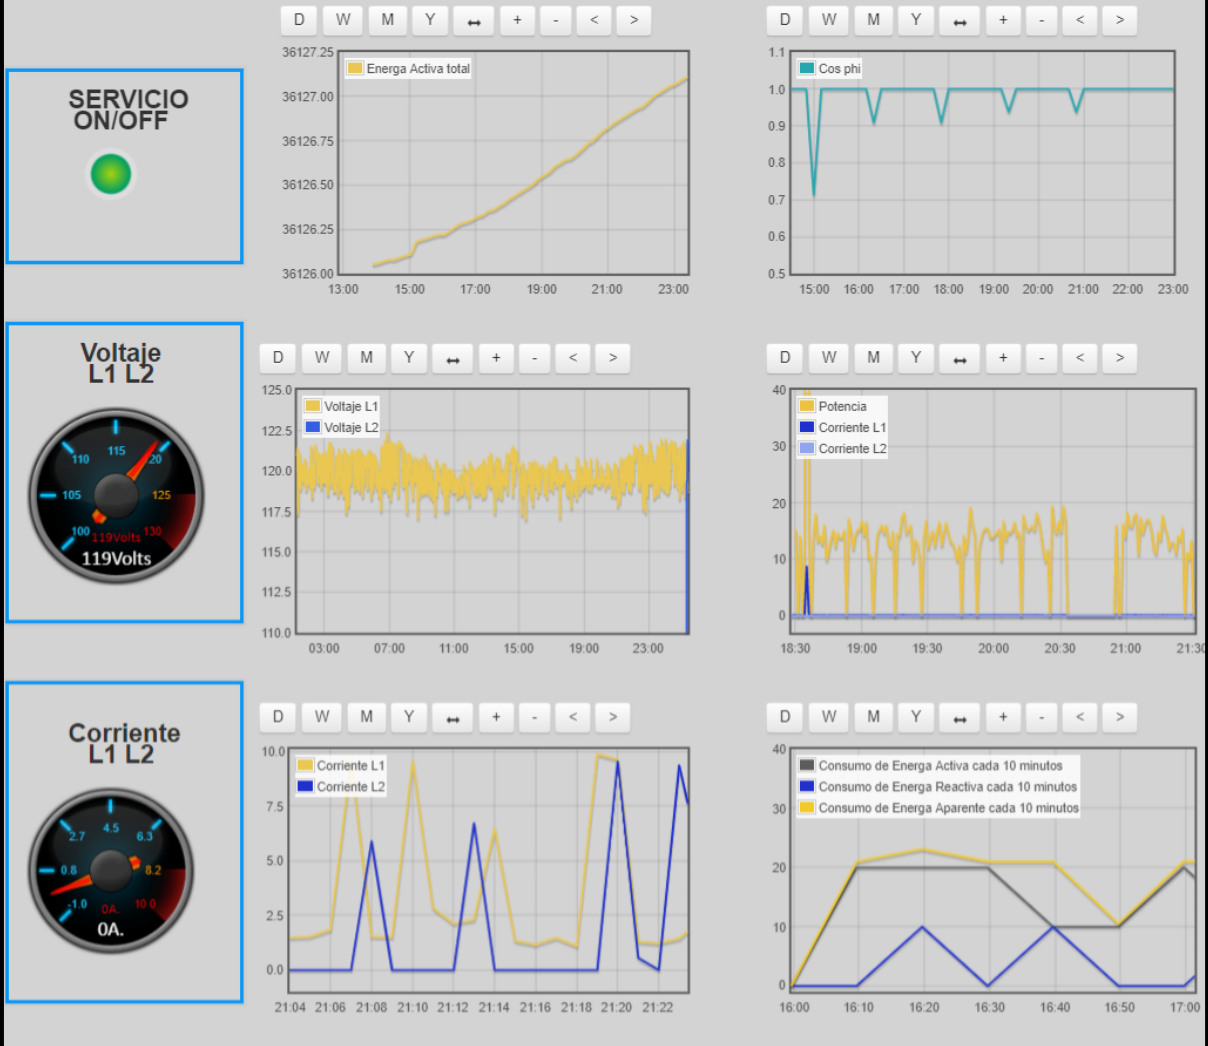 D W M Y ↔ + - < >
D W M Y ↔ + - < >
SERVICIO
ON/OFF
36127.25
36127.00
36126.75
36126.50
36126.25
36126.00
Energa Activa total
13:00 15:00 17:00 19:00 21:00 23:00
1.1
1.0
0.9
0.8
0.7
0.6
0.5
Cos phi
15:00 16:00 17:00 18:00 19:00 20:00 21:00 22:00 23:00
Voltaje
L1 L2
100
105
110
115
120
125
130
119Volts
119Volts
D W M Y ↔ + - < >
125.0
122.5
120.0
117.5
115.0
112.5
110.0
Voltaje L1
Voltaje L2
03:00 07:00 11:00 15:00 19:00 23:00
D W M Y ↔ + - < >
40
30
20
10
0
Potencia
Corriente L1
Corriente L2
18:30 19:00 19:30 20:00 20:30 21:00 21:30
Corriente
L1 L2
-1.0
0.8
2.7
4.5
6.3
8.2
10.0
0A.
0A.
D W M Y ↔ + - < >
10.0
7.5
5.0
2.5
0.0
Corriente L1
Corriente L2
21:04 21:06 21:08 21:10 21:12 21:14 21:16 21:18 21:20 21:22
D W M Y ↔ + - < >
40
30
20
10
0
Consumo de Energa Activa cada 10 minutos
Consumo de Energa Reactiva cada 10 minutos
Consumo de Energa Aparente cada 10 minutos
16:00 16:10 16:20 16:30 16:40 16:50 17:00